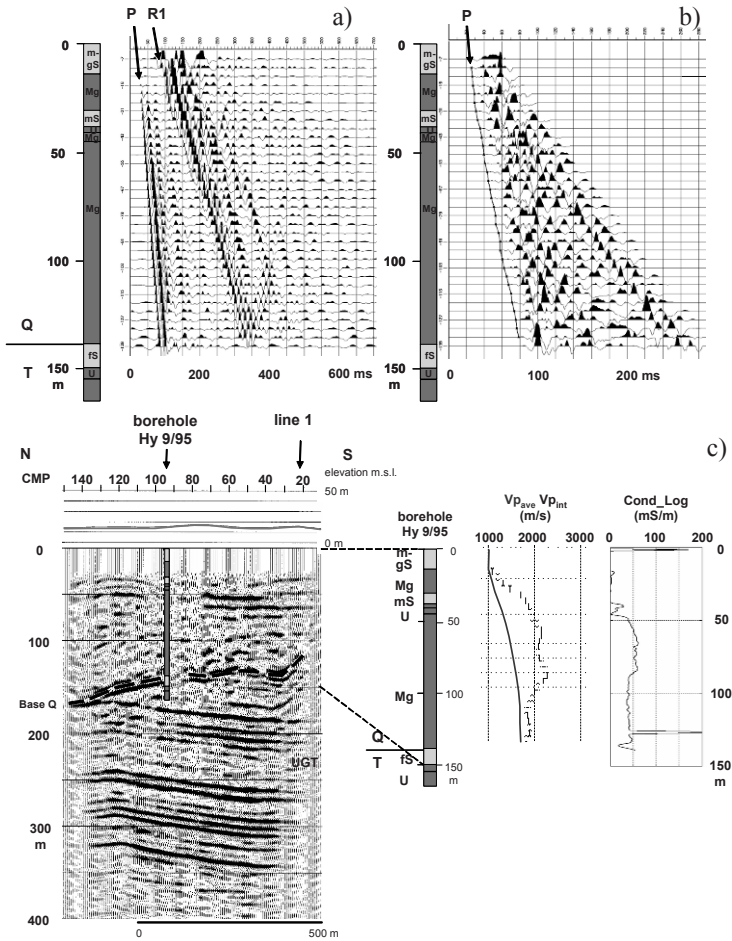 P R1 a)
0
m-
gS
Mg
mS
U
Mg
50
Mg
100
Q
fS
T
150
m
U
0 200 400 600 ms
P b)
0
m-
gS
Mg
mS
U
Mg
50
Mg
100
fS
150
m
U
0 100 200 ms
c)
borehole
Hy 9/95
line 1
N S
CMP 140 120 100 80 60 40 20
elevation m.s.l.
50 m
0 m
0
100
Base Q
200
UGT
300
m
400
0 500 m
borehole
Hy 9/95
m-
gS
Mg
mS
U
Mg
Q
T
fS
U
0
50
100
150
m
Vpave Vpint
(m/s)
1000 2000 3000
Cond_Log
(mS/m)
0 100 200
0
50
100
150
m